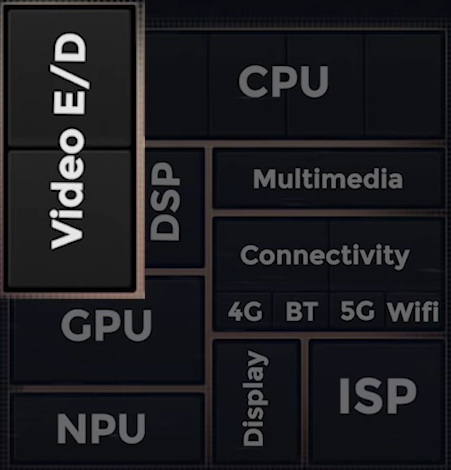 Video E/D
CPU
DSP
Multimedia
Connectivity
4G BT 5G Wifi
GPU
Display
ISP
NPU